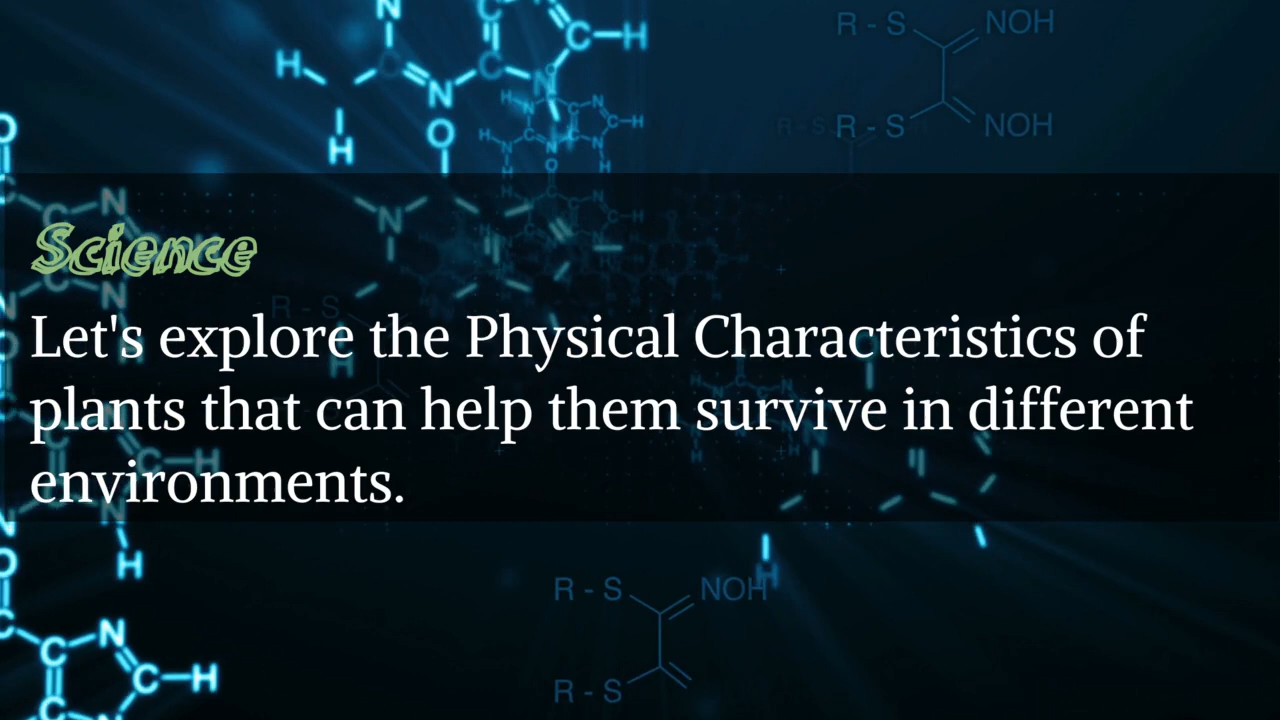 R - S NOH
R - S NOH
Science
Let's explore the Physical Characteristics of
plants that can help them survive in different
environments.
R - S NOH
R - S